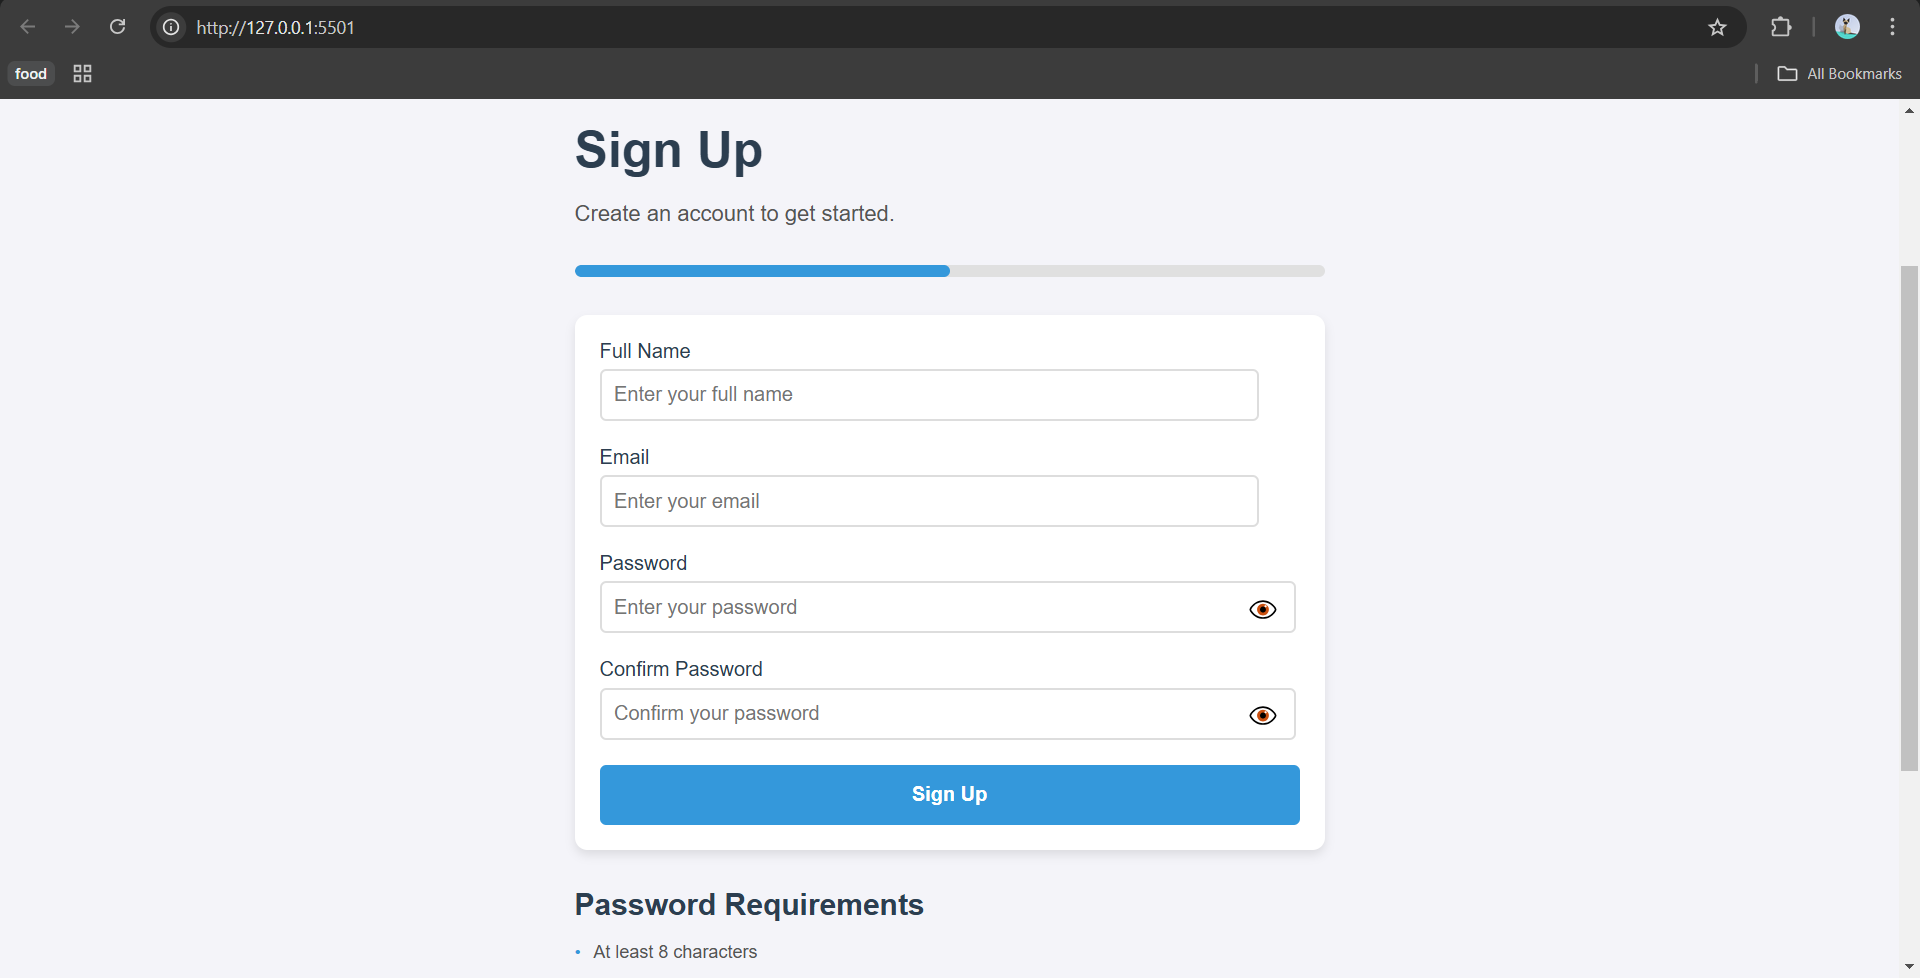 http://127.0.0.1:5501
food
All Bookmarks
Sign Up
Create an account to get started.
Full Name
Enter your full name
Email
Enter your email
Password
Enter your password
Confirm Password
Confirm your password
Sign Up
Password Requirements
• At least 8 characters